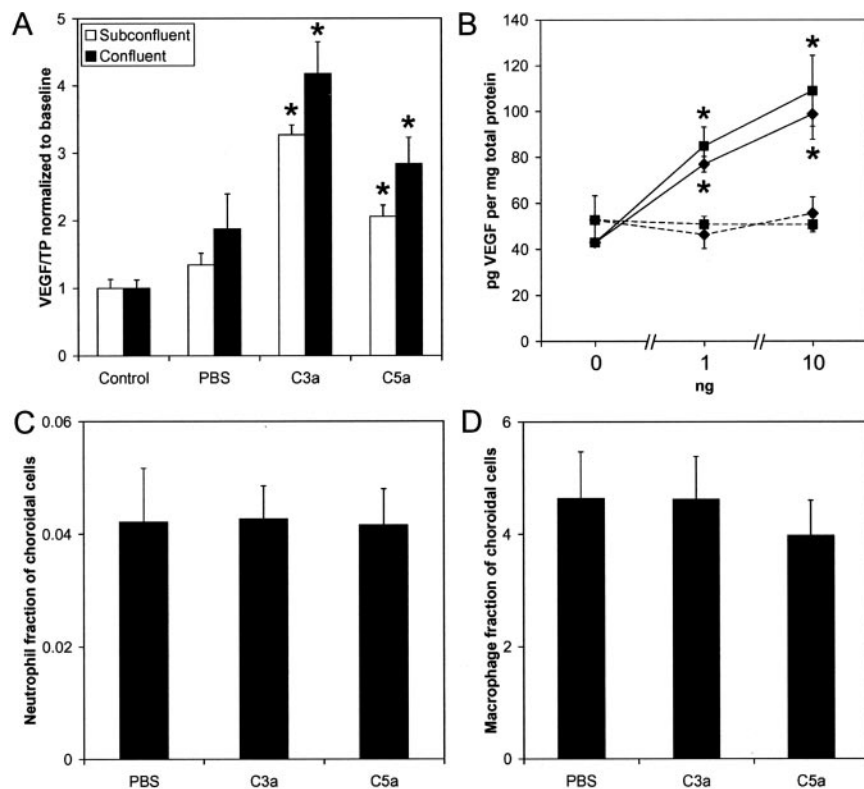 A
VEGF/TP normalized to baseline
5
4
3
2
1
0
Subconfluent
Confluent
*
*
*
*
Control
PBS
C3a
C5a
B
pg VEGF per mg total protein
140
120
100
80
60
40
20
0
*
*
*
*
0
//
1
//
10
ng
C
Neutrophil fraction of choroidal cells
0.06
0.04
0.02
0
PBS
C3a
C5a
D
Macrophage fraction of choroidal cells
6
4
2
0
PBS
C3a
C5a